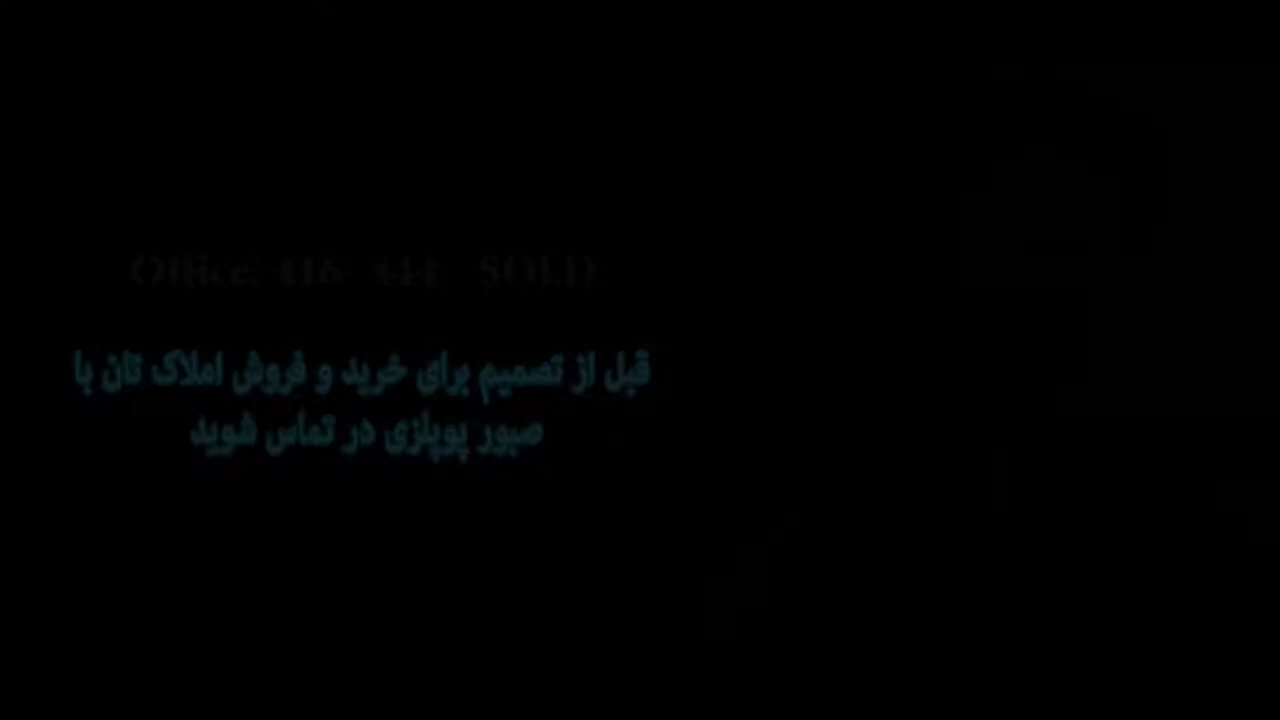 Office: 416- 444 - SOLD
قبل از تصمیم برای خرید و فروش املاک تان با
صبور پوپلزی در تماس شوید